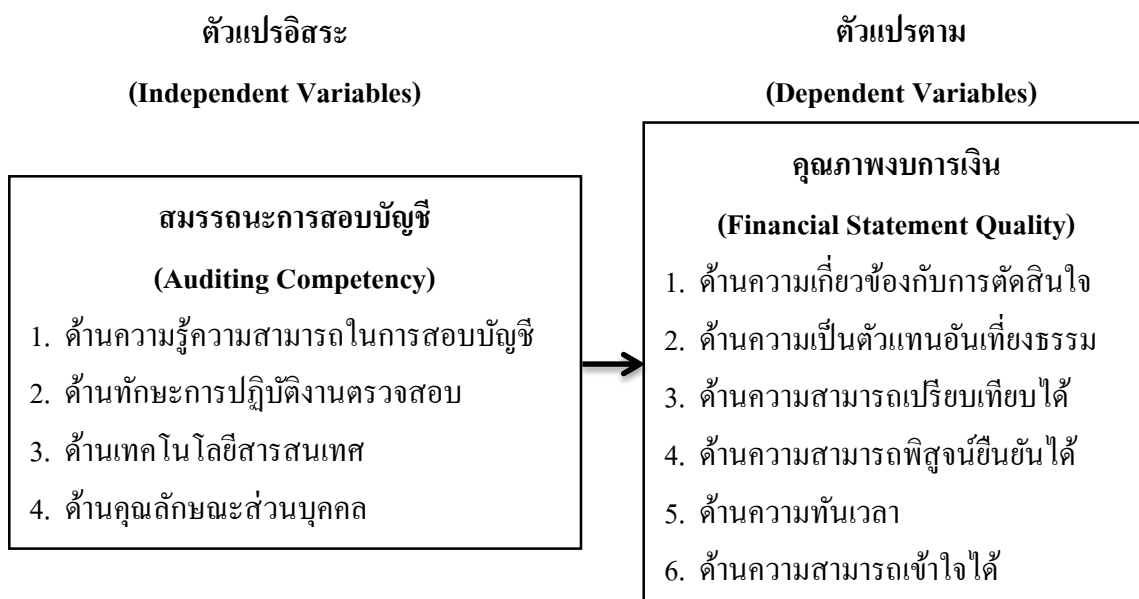 ตัวแปรอิสระ
(Independent Variables)
สมรรถนะการสอบบัญชี
(Auditing Competency)
1. ด้านความรู้ความสามารถในการสอบบัญชี
2. ด้านทักษะการปฏิบัติงานตรวจสอบ
3. ด้านเทคโนโลยีสารสนเทศ
4. ด้านคุณลักษณะส่วนบุคคล
ตัวแปรตาม
(Dependent Variables)
คุณภาพงบการเงิน
(Financial Statement Quality)
1. ด้านความเกี่ยวข้องกับการตัดสินใจ
2. ด้านความเป็นตัวแทนอันเที่ยงธรรม
3. ด้านความสามารถเปรียบเทียบได้
4. ด้านความสามารถพิสูจน์ยืนยันได้
5. ด้านความทันเวลา
6. ด้านความสามารถเข้าใจได้